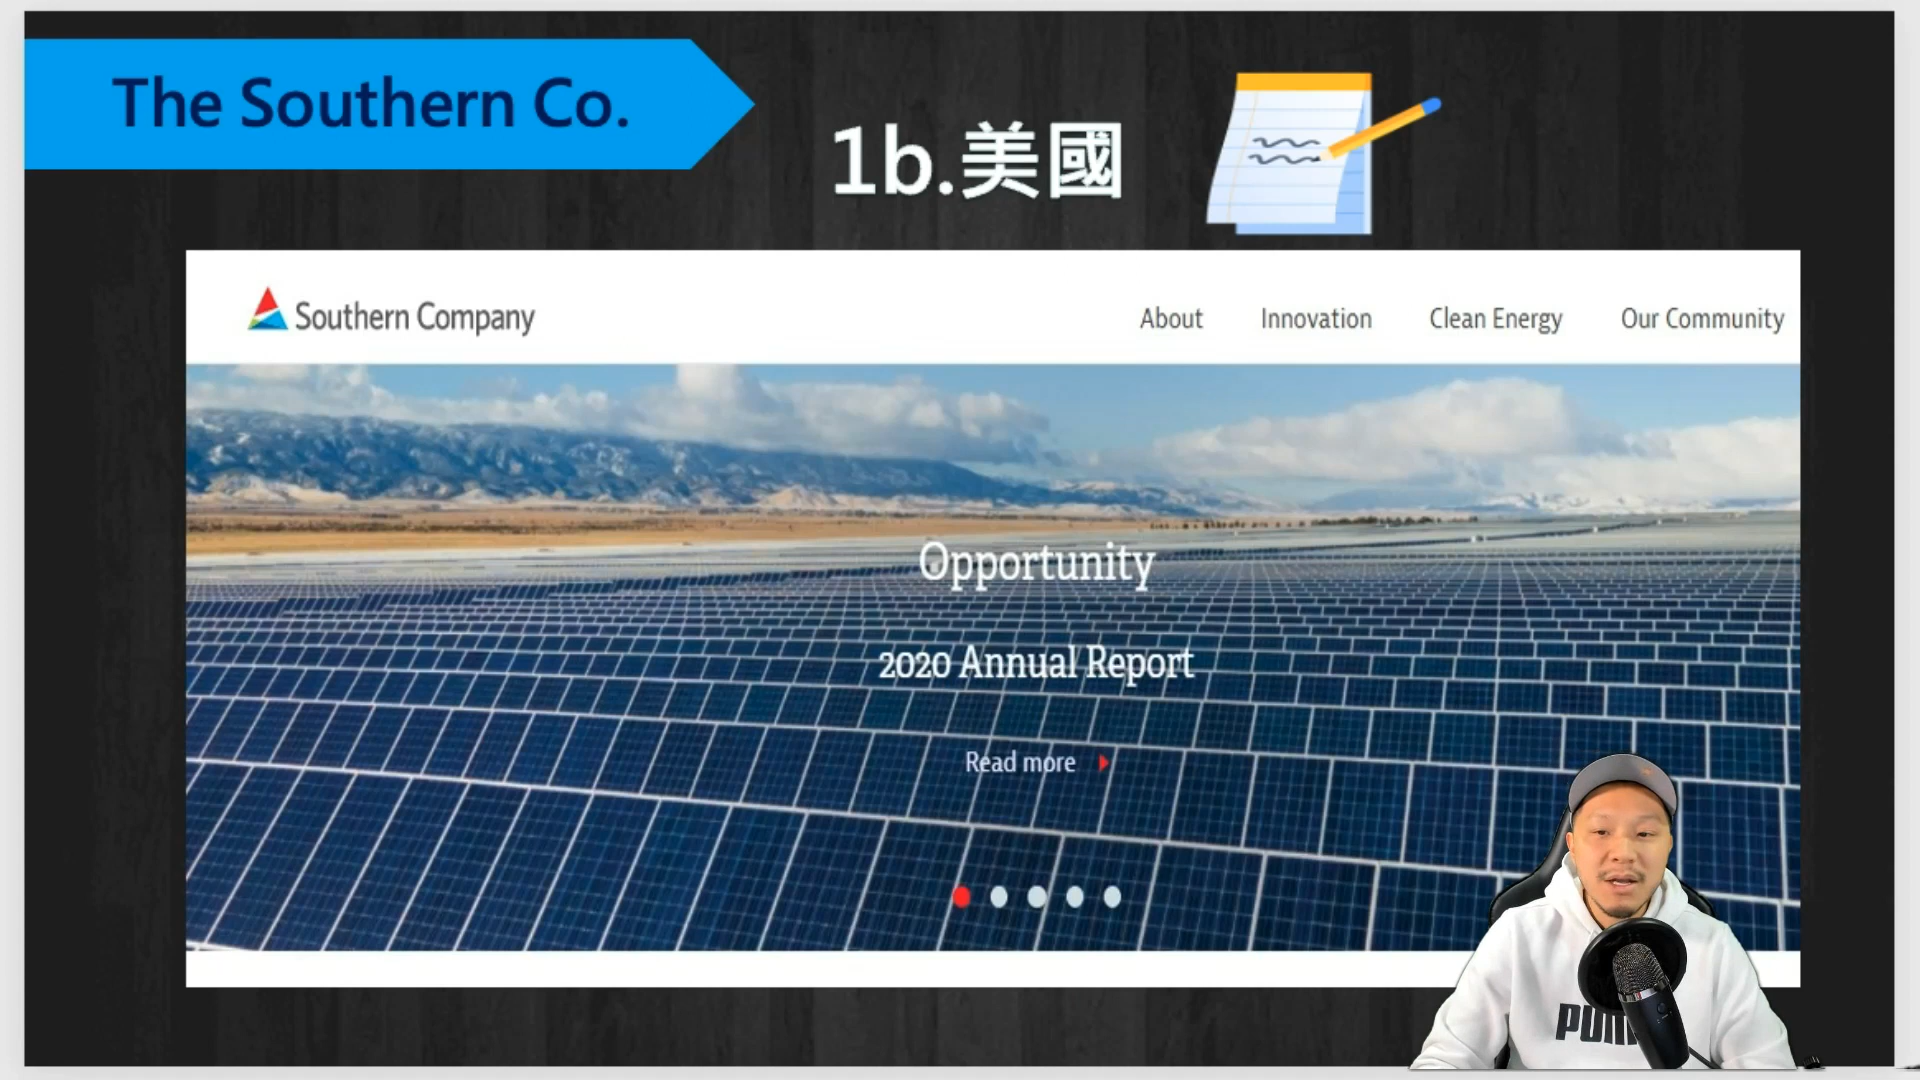 The Southern Co.
1b.美國
Southern Company
About Innovation Clean Energy Our Community
Opportunity
2020 Annual Report
Read more